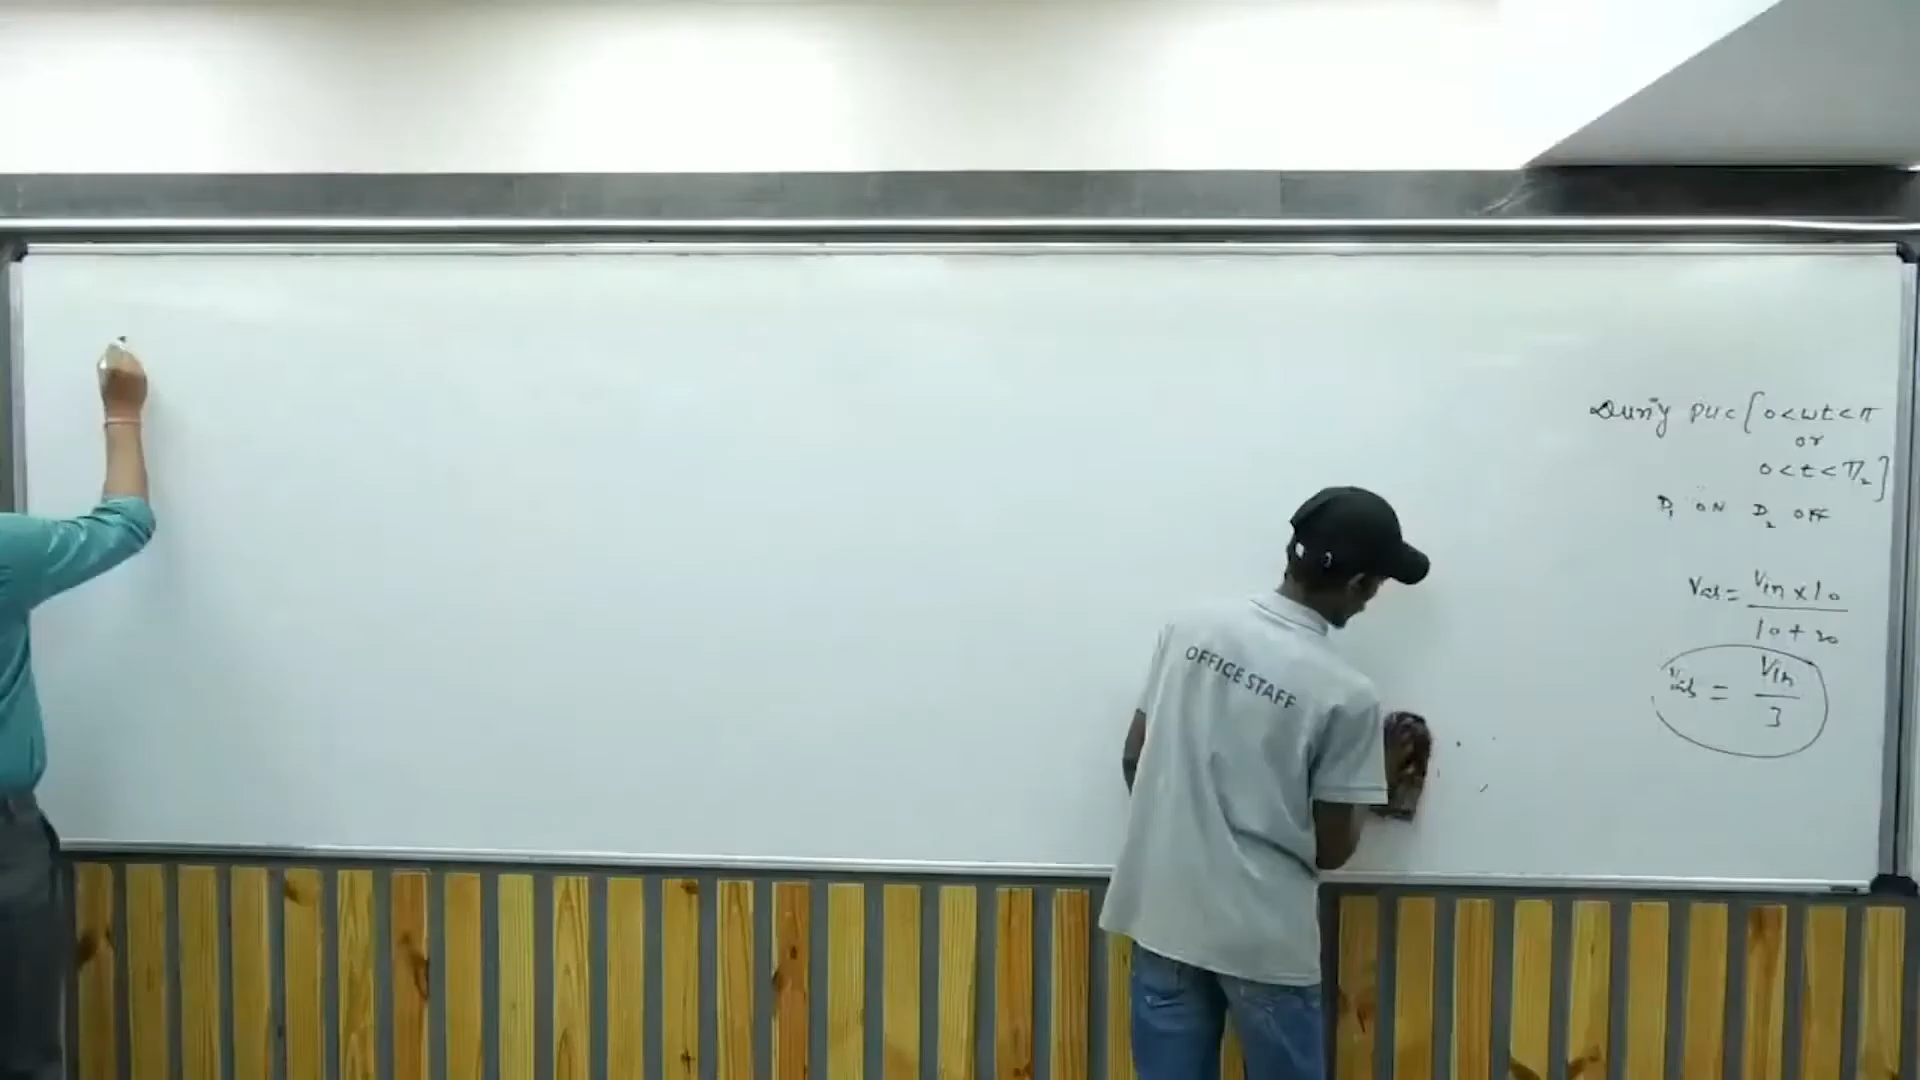 OFFICE STAFF
During PHC [0<ωt<π
or
0<t<T/2]
D1 ON D2 OFF
Vab = Vin × 10 / 10 + 20
Vab = Vin / 3